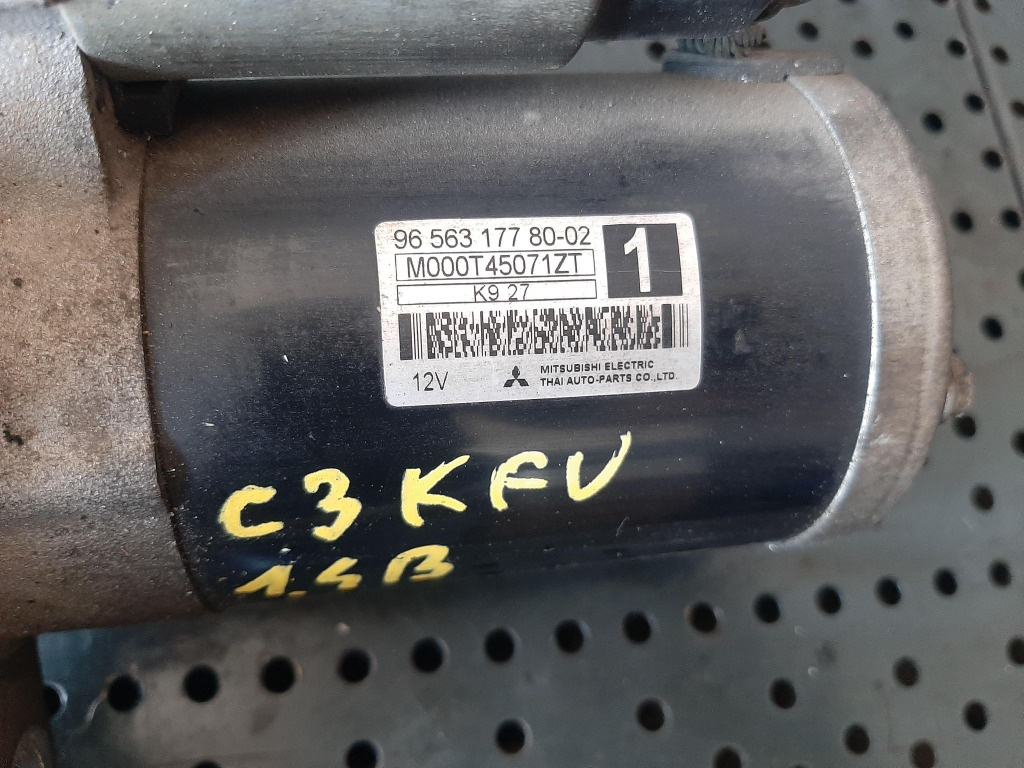 96 563 177 80-02
1
M000T45071ZT
K9 27
12V
MITSUBISHI ELECTRIC
THAI AUTO-PARTS CO.,LTD.
C3 KFU
1.4B